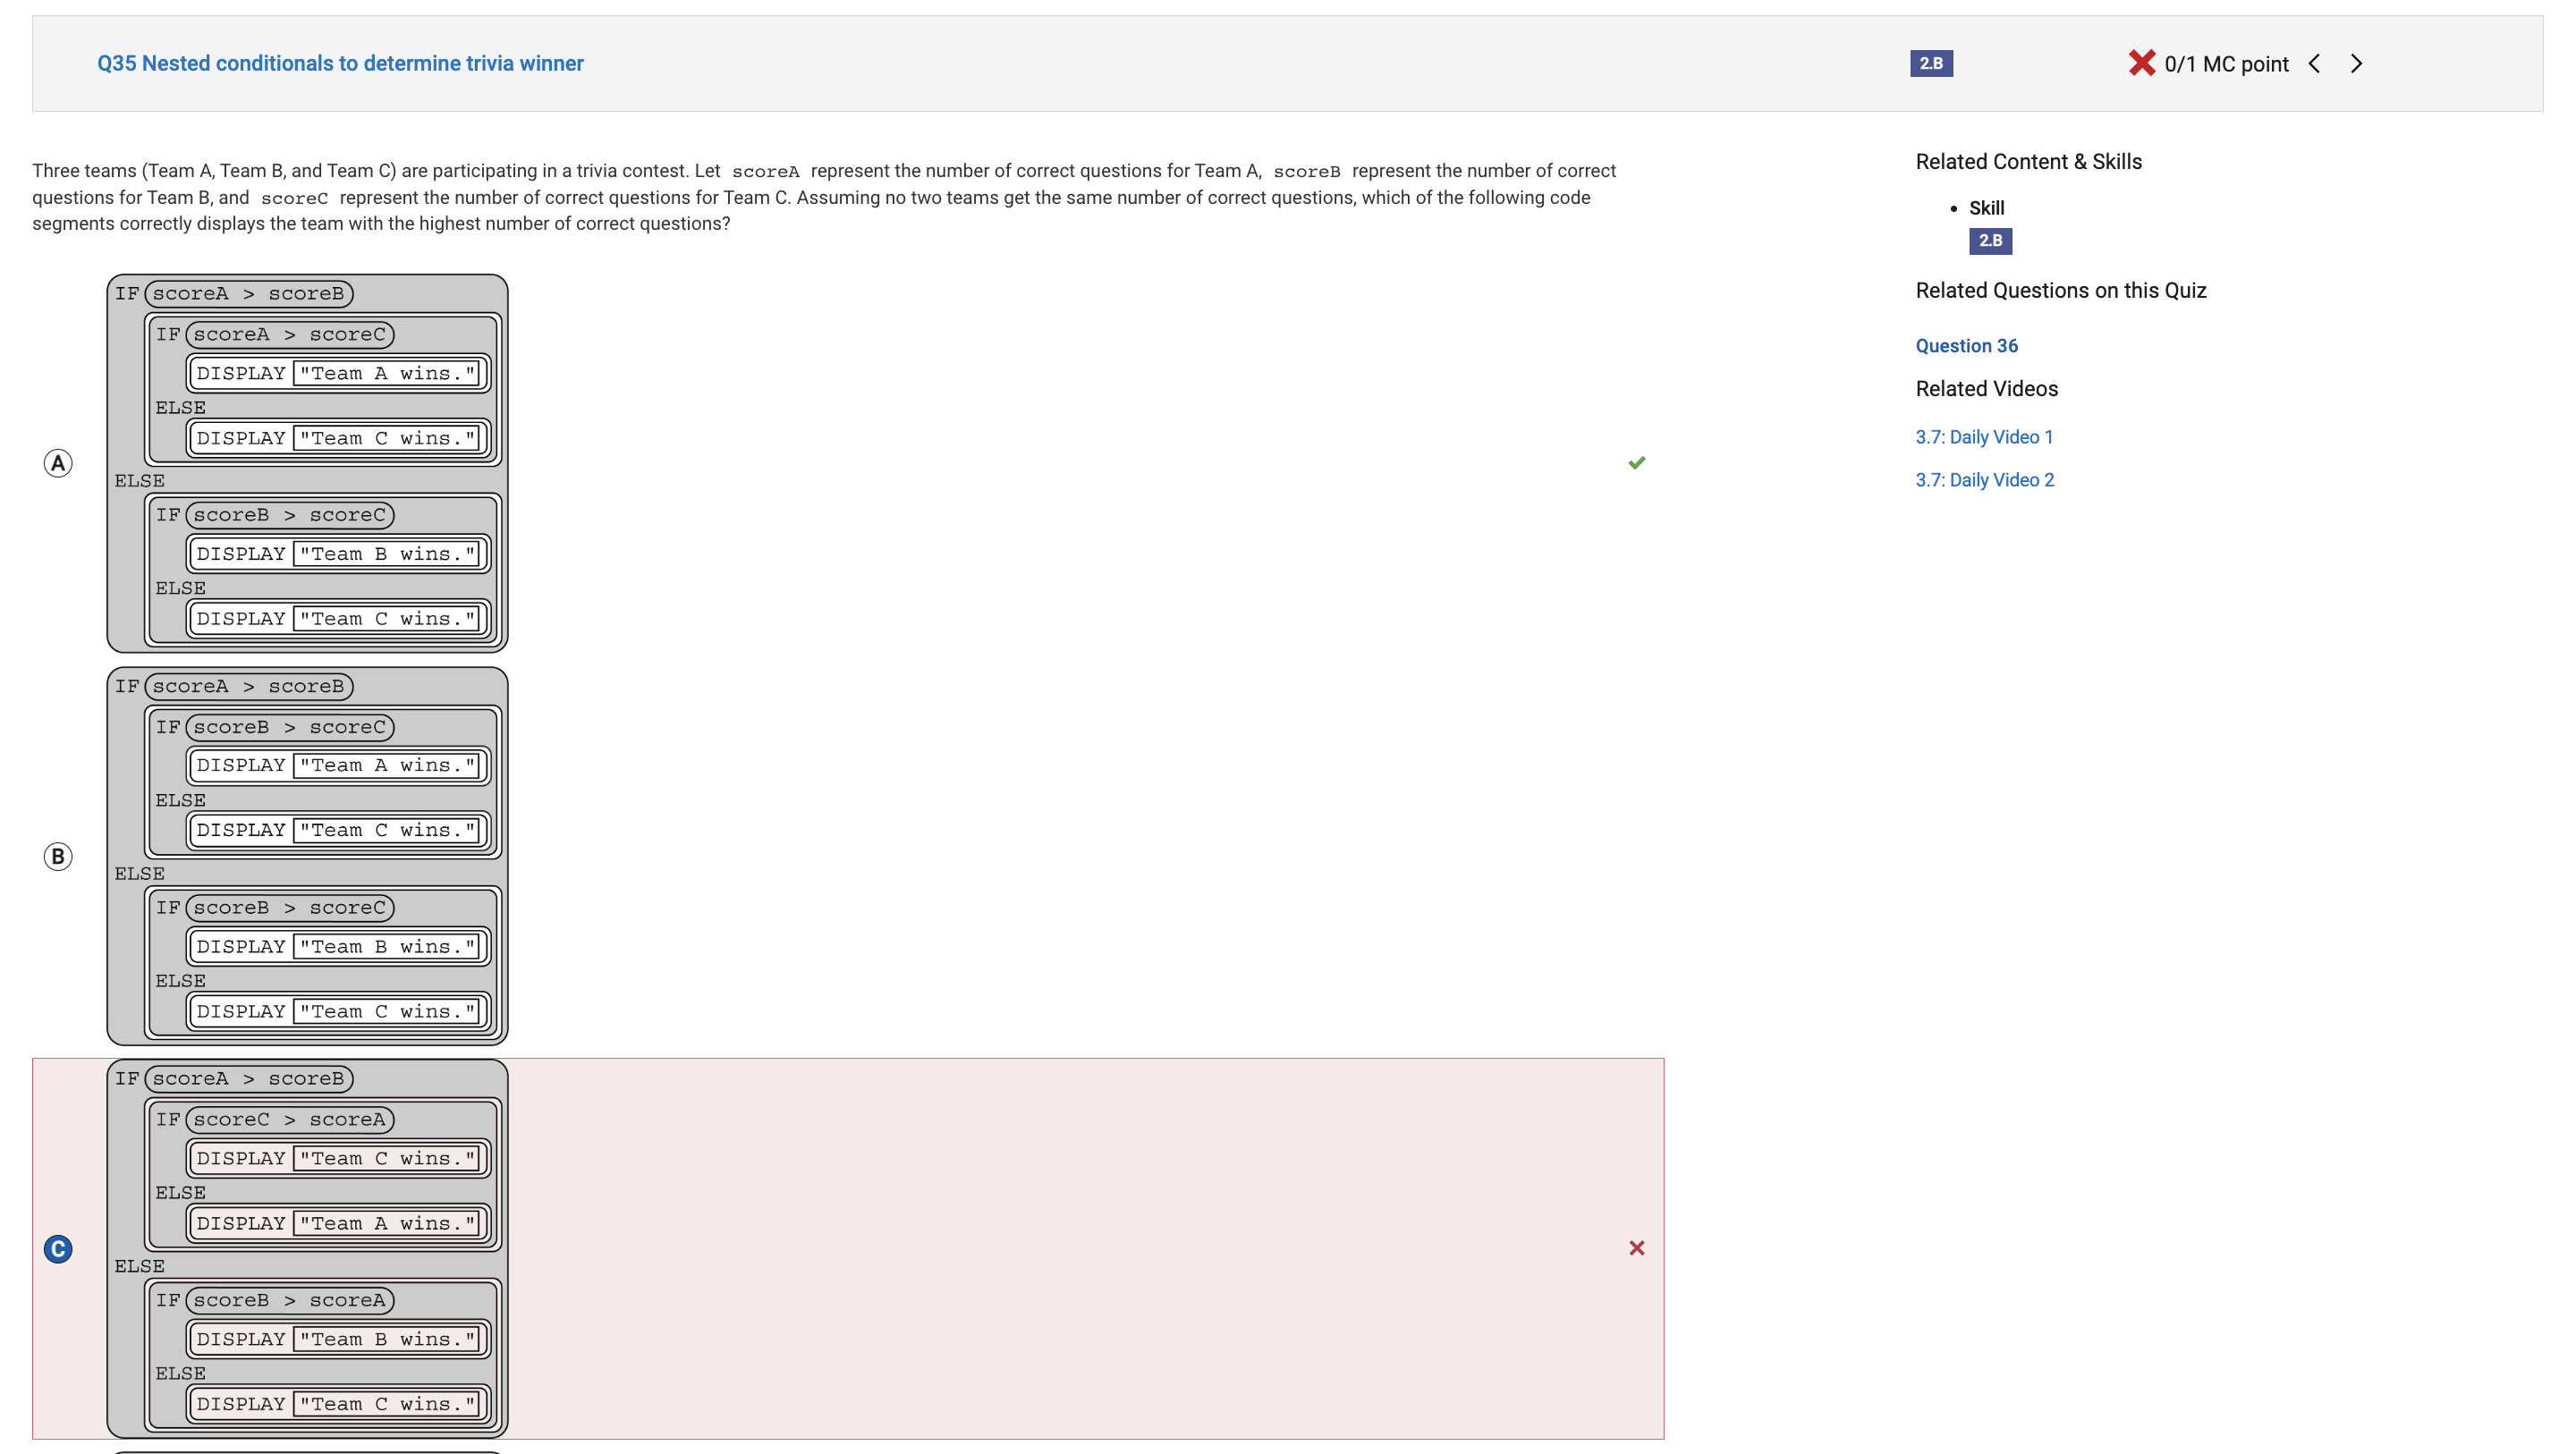 Q35 Nested conditionals to determine trivia winner
2.B
0/1 MC point
Three teams (Team A, Team B, and Team C) are participating in a trivia contest. Let scoreA represent the number of correct questions for Team A, scoreB represent the number of correct
questions for Team B, and scoreC represent the number of correct questions for Team C. Assuming no two teams get the same number of correct questions, which of the following code
segments correctly displays the team with the highest number of correct questions?
A
IF scoreA > scoreB
IF scoreA > scoreC
DISPLAY "Team A wins."
ELSE
DISPLAY "Team C wins."
ELSE
IF scoreB > scoreC
DISPLAY "Team B wins."
ELSE
DISPLAY "Team C wins."
B
IF scoreA > scoreB
IF scoreB > scoreC
DISPLAY "Team A wins."
ELSE
DISPLAY "Team C wins."
ELSE
IF scoreB > scoreC
DISPLAY "Team B wins."
ELSE
DISPLAY "Team C wins."
C
IF scoreA > scoreB
IF scoreC > scoreA
DISPLAY "Team C wins."
ELSE
DISPLAY "Team A wins."
ELSE
IF scoreB > scoreA
DISPLAY "Team B wins."
ELSE
DISPLAY "Team C wins."
Related Content & Skills
• Skill
2.B
Related Questions on this Quiz
Question 36
Related Videos
3.7: Daily Video 1
3.7: Daily Video 2